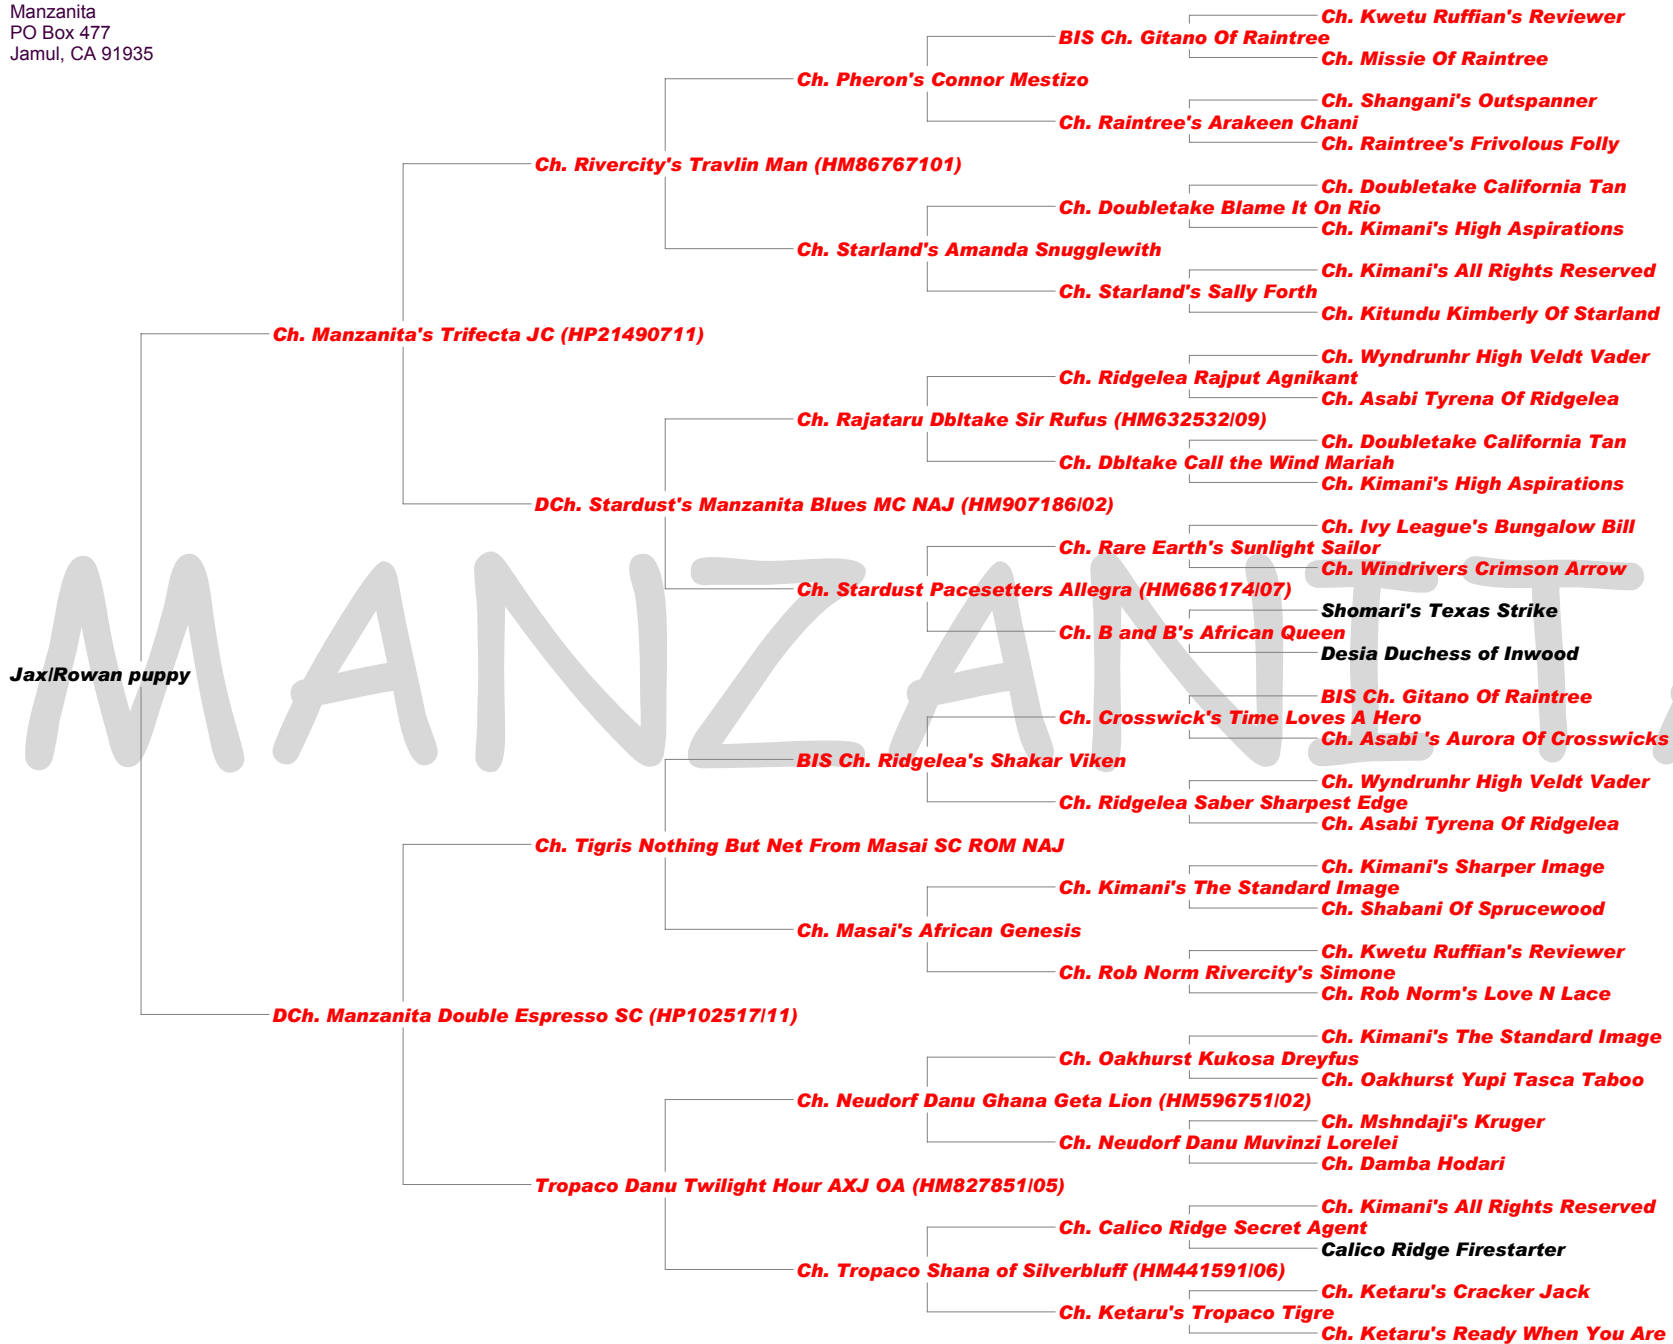 Manzanita
PO Box 477
Jamul, CA 91935
Ch. Kwetu Ruffian's Reviewer
BIS Ch. Gitano Of Raintree
Ch. Missie Of Raintree
Ch. Pheron's Connor Mestizo
Ch. Shangani's Outspanner
Ch. Raintree's Arakeen Chani
Ch. Raintree's Frivolous Folly
Ch. Rivercity's Travlin Man (HM86767101)
Ch. Doubletake California Tan
Ch. Doubletake Blame It On Rio
Ch. Kimani's High Aspirations
Ch. Starland's Amanda Snugglewith
Ch. Kimani's All Rights Reserved
Ch. Starland's Sally Forth
Ch. Kitundu Kimberly Of Starland
Ch. Manzanita's Trifecta JC (HP21490711)
Ch. Wyndrunhr High Veldt Vader
Ch. Ridgelea Rajput Agnikant
Ch. Asabi Tyrena Of Ridgelea
Ch. Rajataru Dbltake Sir Rufus (HM632532/09)
Ch. Doubletake California Tan
Ch. Dbltake Call the Wind Mariah
Ch. Kimani's High Aspirations
DCh. Stardust's Manzanita Blues MC NAJ (HM907186/02)
Ch. Ivy League's Bungalow Bill
Ch. Rare Earth's Sunlight Sailor
Ch. Windrivers Crimson Arrow
Ch. Stardust Pacesetters Allegra (HM686174/07)
Shomari's Texas Strike
Ch. B and B's African Queen
Desia Duchess of Inwood
MANZANITA
Jax/Rowan puppy
BIS Ch. Gitano Of Raintree
Ch. Crosswick's Time Loves A Hero
Ch. Asabi 's Aurora Of Crosswicks
BIS Ch. Ridgelea's Shakar Viken
Ch. Wyndrunhr High Veldt Vader
Ch. Ridgelea Saber Sharpest Edge
Ch. Asabi Tyrena Of Ridgelea
Ch. Tigris Nothing But Net From Masai SC ROM NAJ
Ch. Kimani's Sharper Image
Ch. Kimani's The Standard Image
Ch. Shabani Of Sprucewood
Ch. Masai's African Genesis
Ch. Kwetu Ruffian's Reviewer
Ch. Rob Norm Rivercity's Simone
Ch. Rob Norm's Love N Lace
DCh. Manzanita Double Espresso SC (HP102517/11)
Ch. Kimani's The Standard Image
Ch. Oakhurst Kukosa Dreyfus
Ch. Oakhurst Yupi Tasca Taboo
Ch. Neudorf Danu Ghana Geta Lion (HM596751/02)
Ch. Mshndaji's Kruger
Ch. Neudorf Danu Muvinzi Lorelei
Ch. Damba Hodari
Tropaco Danu Twilight Hour AXJ OA (HM827851/05)
Ch. Kimani's All Rights Reserved
Ch. Calico Ridge Secret Agent
Calico Ridge Firestarter
Ch. Tropaco Shana of Silverbluff (HM441591/06)
Ch. Ketaru's Cracker Jack
Ch. Ketaru's Tropaco Tigre
Ch. Ketaru's Ready When You Are